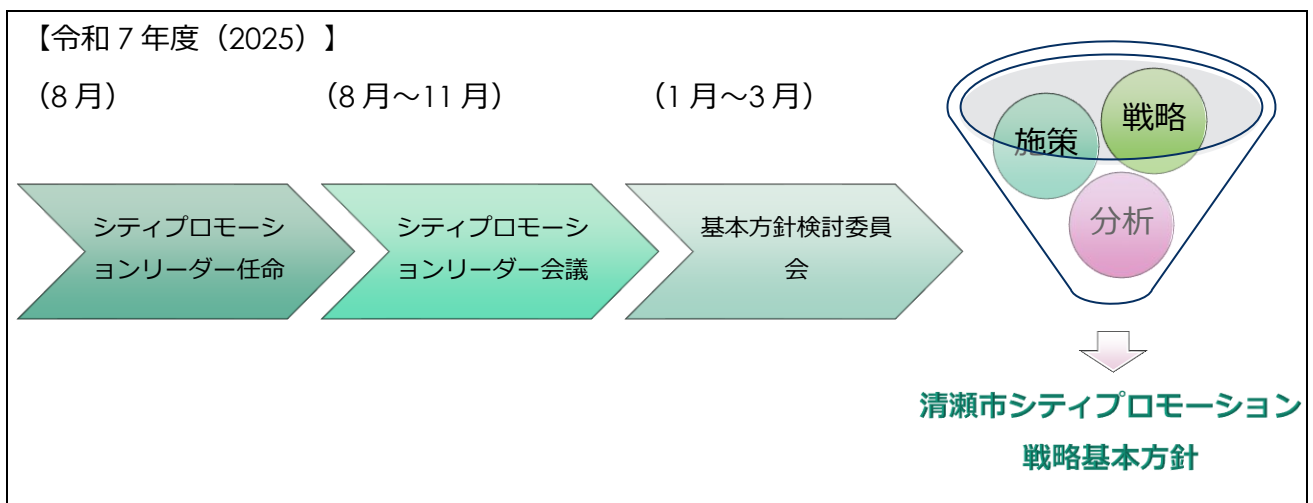 【令和7年度（2025）】
（8月）
（8月～11月）
（1月～3月）
シティプロモーシ
ョンリーダー任命
シティプロモーシ
ョンリーダー会議
基本方針検討委員
会
施策
戦略
分析
清瀬市シティプロモーション
戦略基本方針